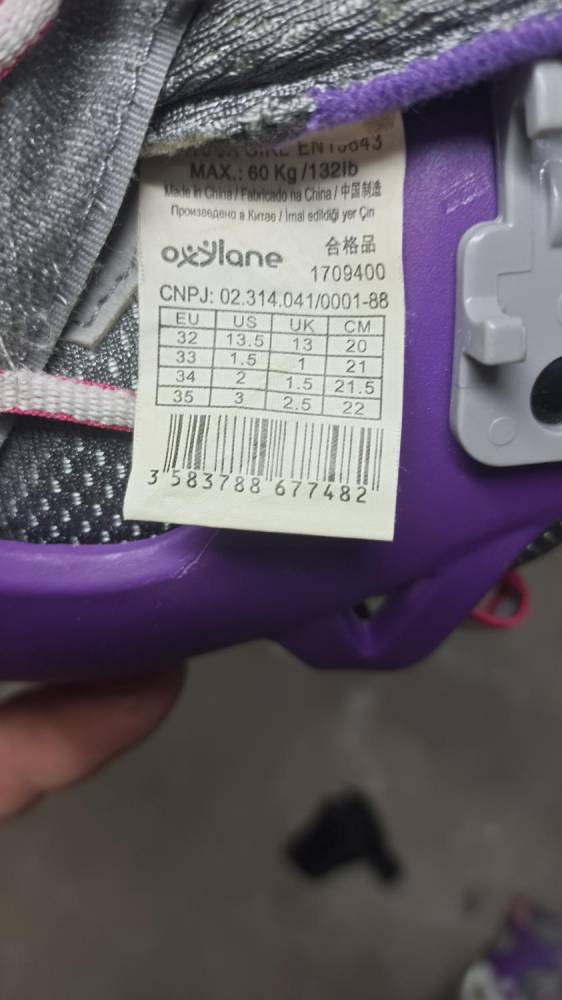 GIRL EN13843
MAX.: 60 Kg /132lb
Made in China / Fabricado na China / 中国制造
Произведено в Китае / İmal edildiği yer Çin
oxylane 合格品
1709400
CNPJ: 02.314.041/0001-88
EU US UK CM
32 13.5 13 20
33 1.5 1 21
34 2 1.5 21.5
35 3 2.5 22
3 583788 677482